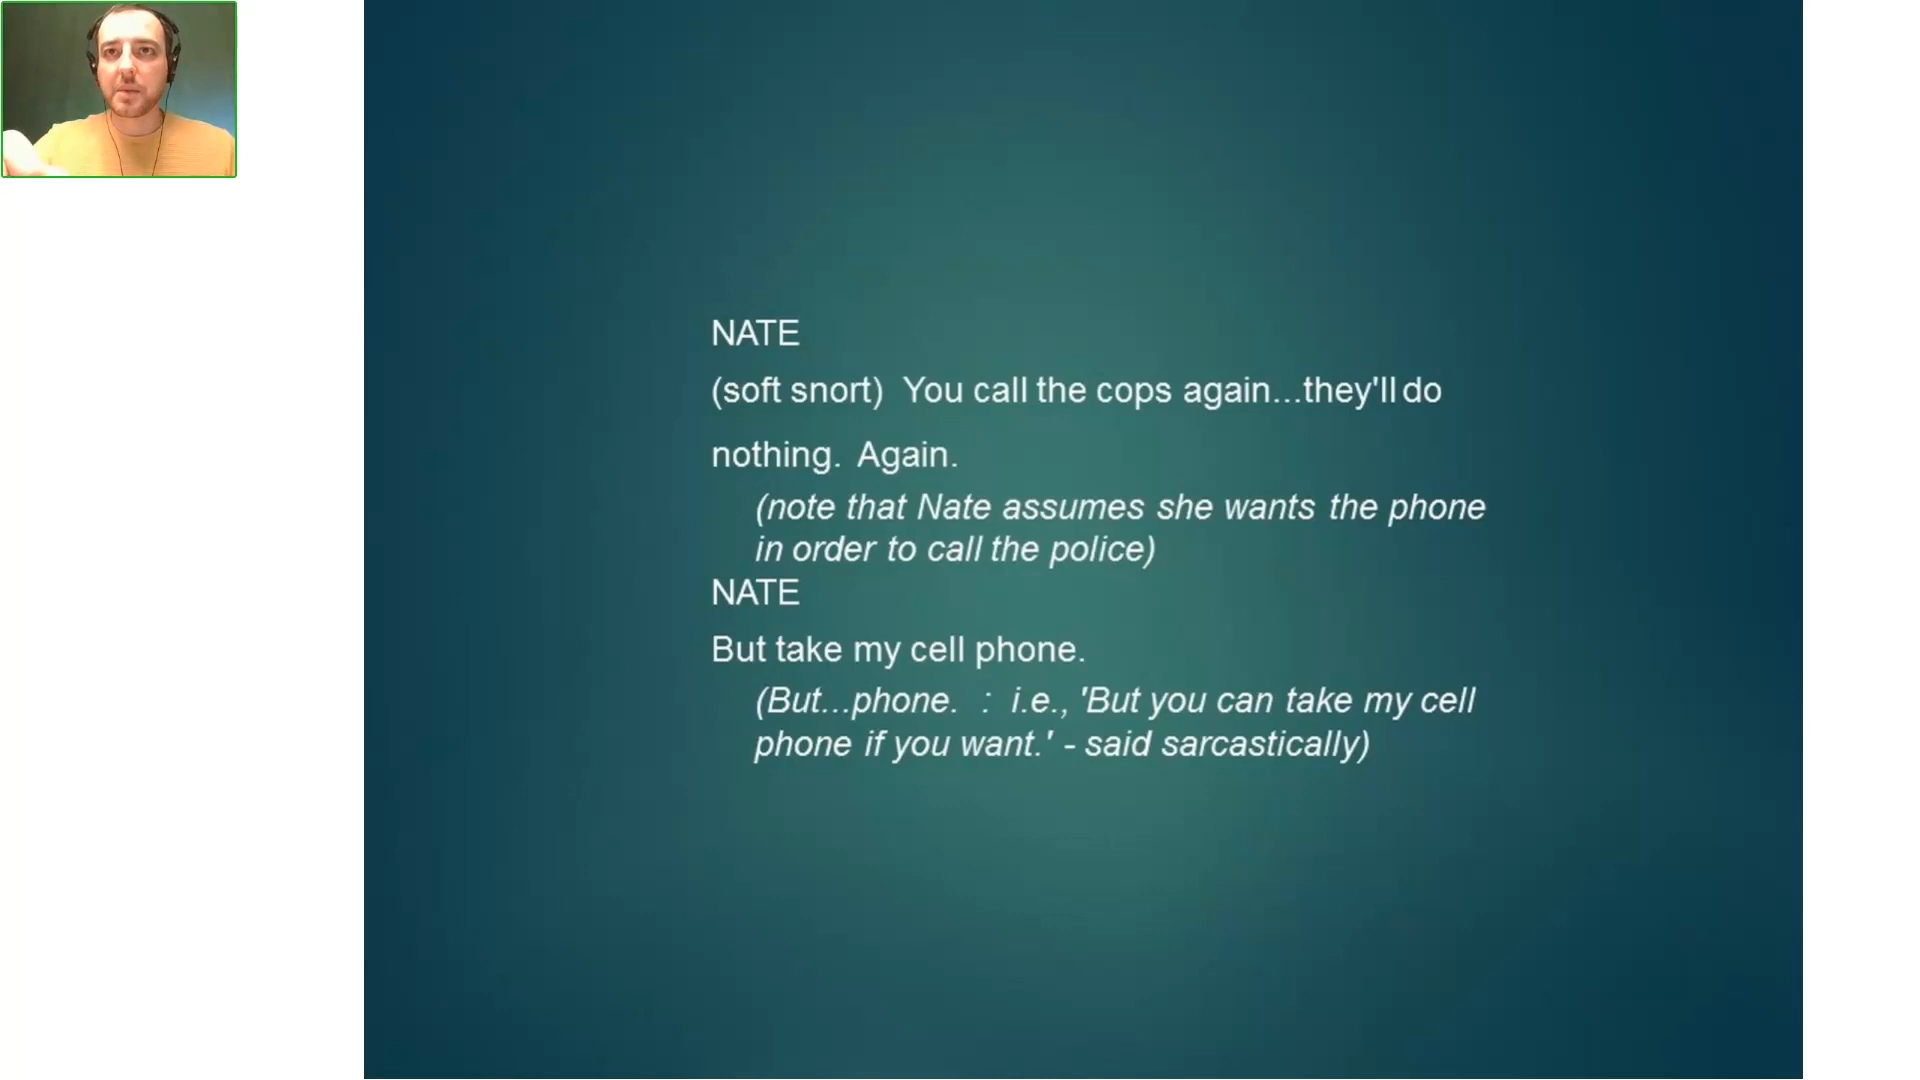 NATE
(soft snort)  You call the cops again...they'll do
nothing.  Again.
(note that Nate assumes she wants the phone
in order to call the police)
NATE
But take my cell phone.
(But...phone.  :  i.e., 'But you can take my cell
phone if you want.' - said sarcastically)